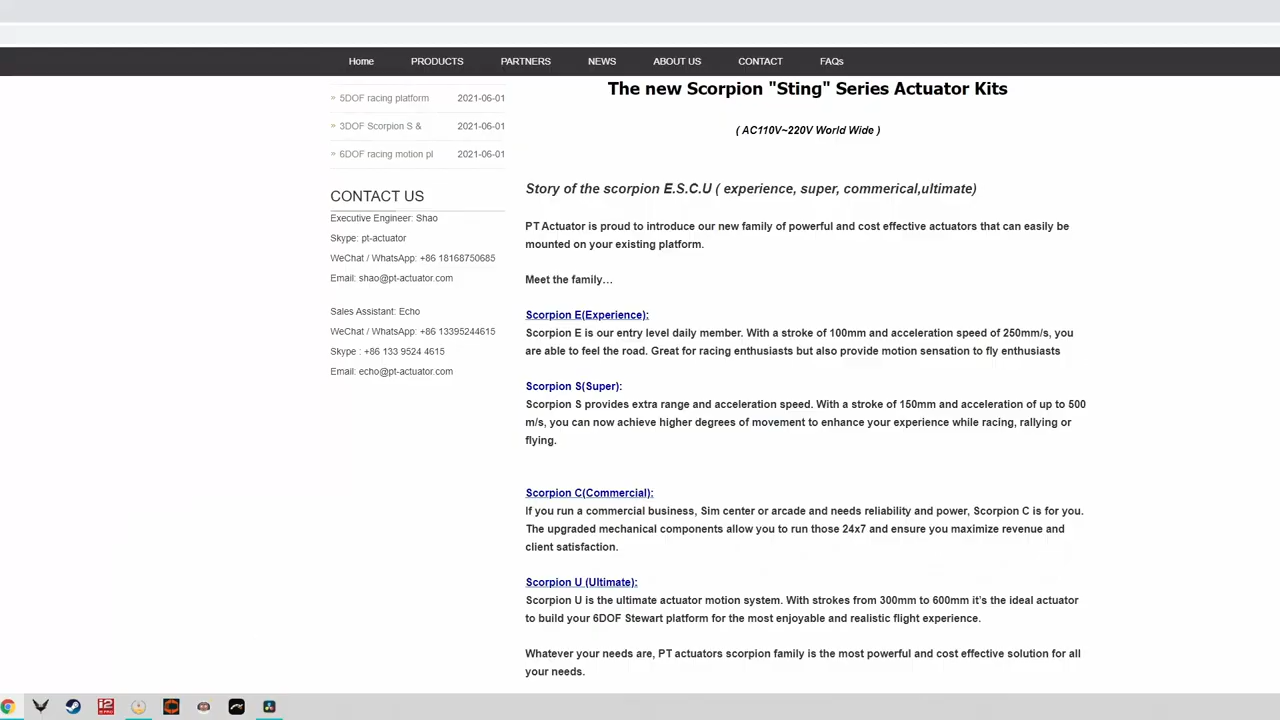 Home PRODUCTS PARTNERS NEWS ABOUT US CONTACT FAQs
» 5DOF racing platform 2021-06-01
» 3DOF Scorpion S & 2021-06-01
» 6DOF racing motion pl 2021-06-01
CONTACT US
Executive Engineer: Shao
Skype: pt-actuator
WeChat / WhatsApp: +86 18168750685
Email: shao@pt-actuator.com
Sales Assistant: Echo
WeChat / WhatsApp: +86 13395244615
Skype : +86 133 9524 4615
Email: echo@pt-actuator.com
The new Scorpion "Sting" Series Actuator Kits
( AC110V~220V World Wide )
Story of the scorpion E.S.C.U ( experience, super, commerical,ultimate)
PT Actuator is proud to introduce our new family of powerful and cost effective actuators that can easily be
mounted on your existing platform.
Meet the family…
Scorpion E(Experience):
Scorpion E is our entry level daily member. With a stroke of 100mm and acceleration speed of 250mm/s, you
are able to feel the road. Great for racing enthusiasts but also provide motion sensation to fly enthusiasts
Scorpion S(Super):
Scorpion S provides extra range and acceleration speed. With a stroke of 150mm and acceleration of up to 500
m/s, you can now achieve higher degrees of movement to enhance your experience while racing, rallying or
flying.
Scorpion C(Commercial):
If you run a commercial business, Sim center or arcade and needs reliability and power, Scorpion C is for you.
The upgraded mechanical components allow you to run those 24x7 and ensure you maximize revenue and
client satisfaction.
Scorpion U (Ultimate):
Scorpion U is the ultimate actuator motion system. With strokes from 300mm to 600mm it's the ideal actuator
to build your 6DOF Stewart platform for the most enjoyable and realistic flight experience.
Whatever your needs are, PT actuators scorpion family is the most powerful and cost effective solution for all
your needs.
i2